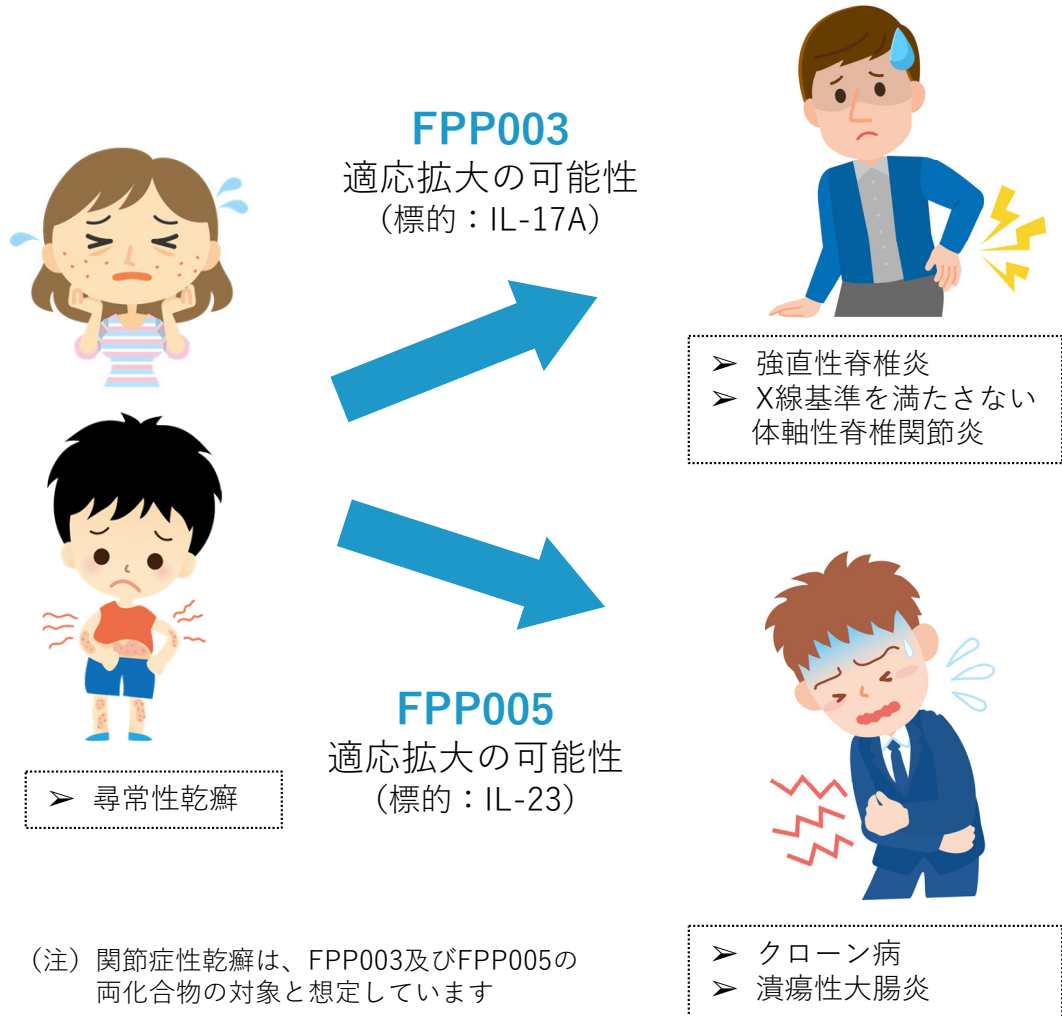 FPP003
適応拡大の可能性
（標的：IL-17A）
➢ 強直性脊椎炎
➢ X線基準を満たさない
体軸性脊椎関節炎
FPP005
適応拡大の可能性
（標的：IL-23）
➢ 尋常性乾癬
➢ クローン病
➢ 潰瘍性大腸炎
（注）関節症性乾癬は、FPP003及びFPP005の
両化合物の対象と想定しています